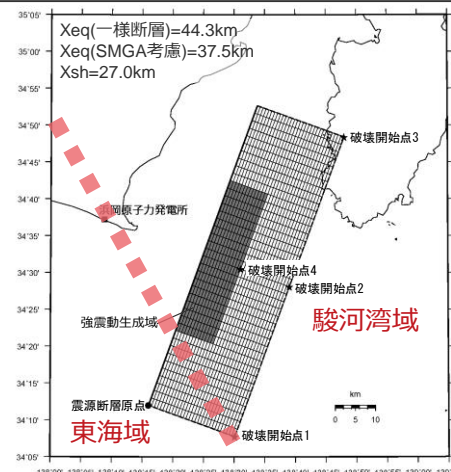 Xeq(一様断層)=44.3km
Xeq(SMGA考慮)=37.5km
Xsh=27.0km
35°05'
35°00'
34°55'
34°50'
34°45'
34°40'
34°35'
34°30'
34°25'
34°20'
34°15'
34°10'
34°05'
破壊開始点3
浜岡原子力発電所
破壊開始点4
破壊開始点2
強震動生成域
駿河湾域
km
0 5 10
震源断層原点
東海域
破壊開始点1